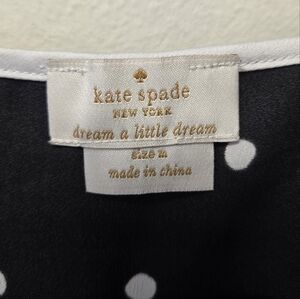 kate spade
NEW YORK
dream a little dream
size m
made in china